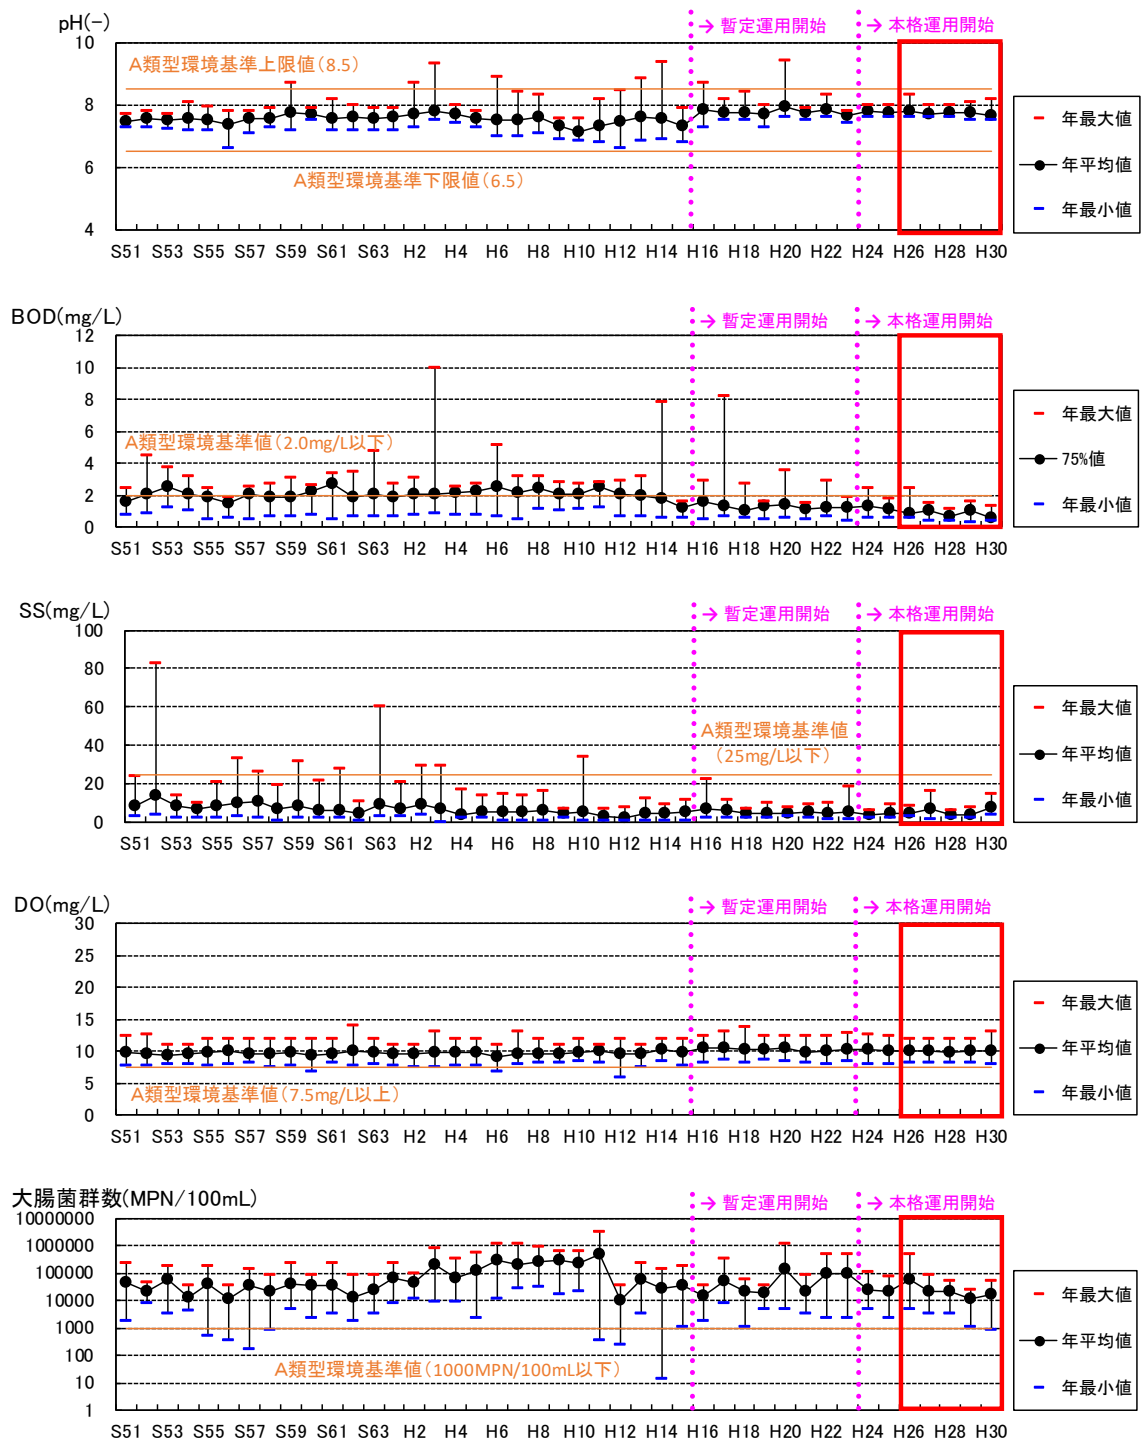 pH(-)
→ 暫定運用開始
→ 本格運用開始
10
8
6
4
A類型環境基準上限値(8.5)
A類型環境基準下限値(6.5)
年最大値
年平均値
年最小値
S51 S53 S55 S57 S59 S61 S63 H2 H4 H6 H8 H10 H12 H14 H16 H18 H20 H22 H24 H26 H28 H30
BOD(mg/L)
→ 暫定運用開始
→ 本格運用開始
12
10
8
6
4
2
0
A類型環境基準値(2.0mg/L以下)
年最大値
75%値
年最小値
S51 S53 S55 S57 S59 S61 S63 H2 H4 H6 H8 H10 H12 H14 H16 H18 H20 H22 H24 H26 H28 H30
SS(mg/L)
→ 暫定運用開始
→ 本格運用開始
100
80
60
40
20
0
A類型環境基準値
(25mg/L以下)
年最大値
年平均値
年最小値
S51 S53 S55 S57 S59 S61 S63 H2 H4 H6 H8 H10 H12 H14 H16 H18 H20 H22 H24 H26 H28 H30
DO(mg/L)
→ 暫定運用開始
→ 本格運用開始
30
25
20
15
10
5
0
A類型環境基準値(7.5mg/L以上)
年最大値
年平均値
年最小値
S51 S53 S55 S57 S59 S61 S63 H2 H4 H6 H8 H10 H12 H14 H16 H18 H20 H22 H24 H26 H28 H30
大腸菌群数(MPN/100mL)
→ 暫定運用開始
→ 本格運用開始
10000000
1000000
100000
10000
1000
100
10
1
A類型環境基準値(1000MPN/100mL以下)
年最大値
年平均値
年最小値
S51 S53 S55 S57 S59 S61 S63 H2 H4 H6 H8 H10 H12 H14 H16 H18 H20 H22 H24 H26 H28 H30